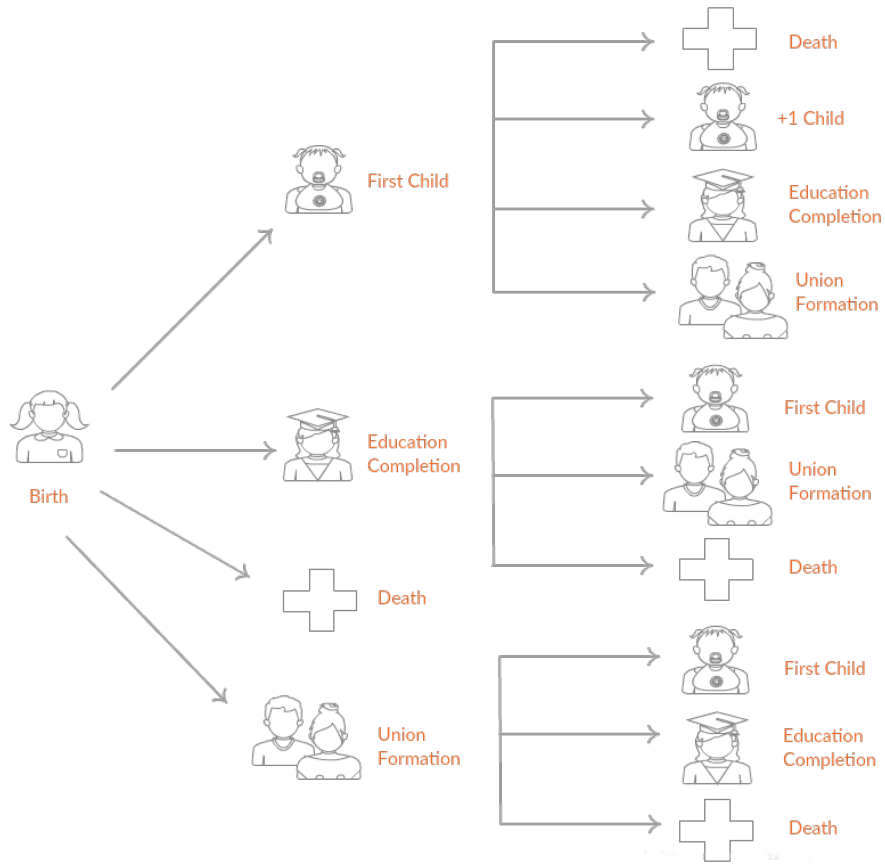 Death
+1 Child
First Child
Education
Completion
Union
Formation
First Child
Education
Completion
Union
Formation
Birth
Death
Death
First Child
Union
Formation
Education
Completion
Death